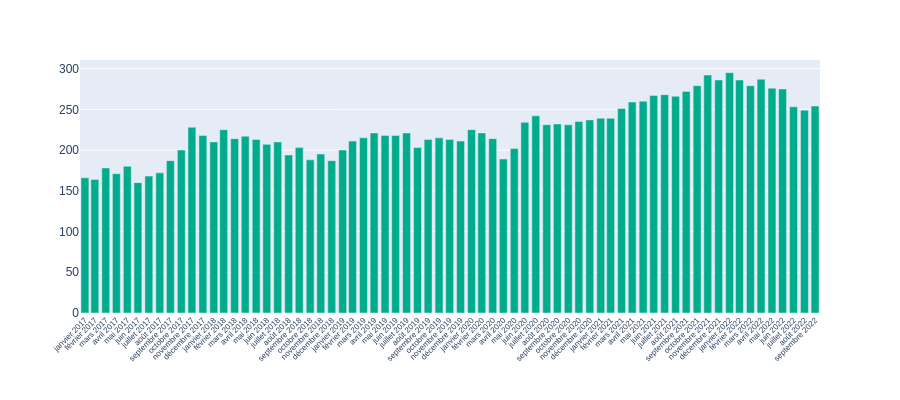 300
250
200
150
100
50
0
janvier 2017
février 2017
mars 2017
avril 2017
mai 2017
juin 2017
juillet 2017
août 2017
septembre 2017
octobre 2017
novembre 2017
décembre 2017
janvier 2018
février 2018
mars 2018
avril 2018
mai 2018
juin 2018
juillet 2018
août 2018
septembre 2018
octobre 2018
novembre 2018
décembre 2018
janvier 2019
février 2019
mars 2019
avril 2019
mai 2019
juin 2019
juillet 2019
août 2019
septembre 2019
octobre 2019
novembre 2019
décembre 2019
janvier 2020
février 2020
mars 2020
avril 2020
mai 2020
juin 2020
juillet 2020
août 2020
septembre 2020
octobre 2020
novembre 2020
décembre 2020
janvier 2021
février 2021
mars 2021
avril 2021
mai 2021
juin 2021
juillet 2021
août 2021
septembre 2021
octobre 2021
novembre 2021
décembre 2021
janvier 2022
février 2022
mars 2022
avril 2022
mai 2022
juin 2022
juillet 2022
août 2022
septembre 2022